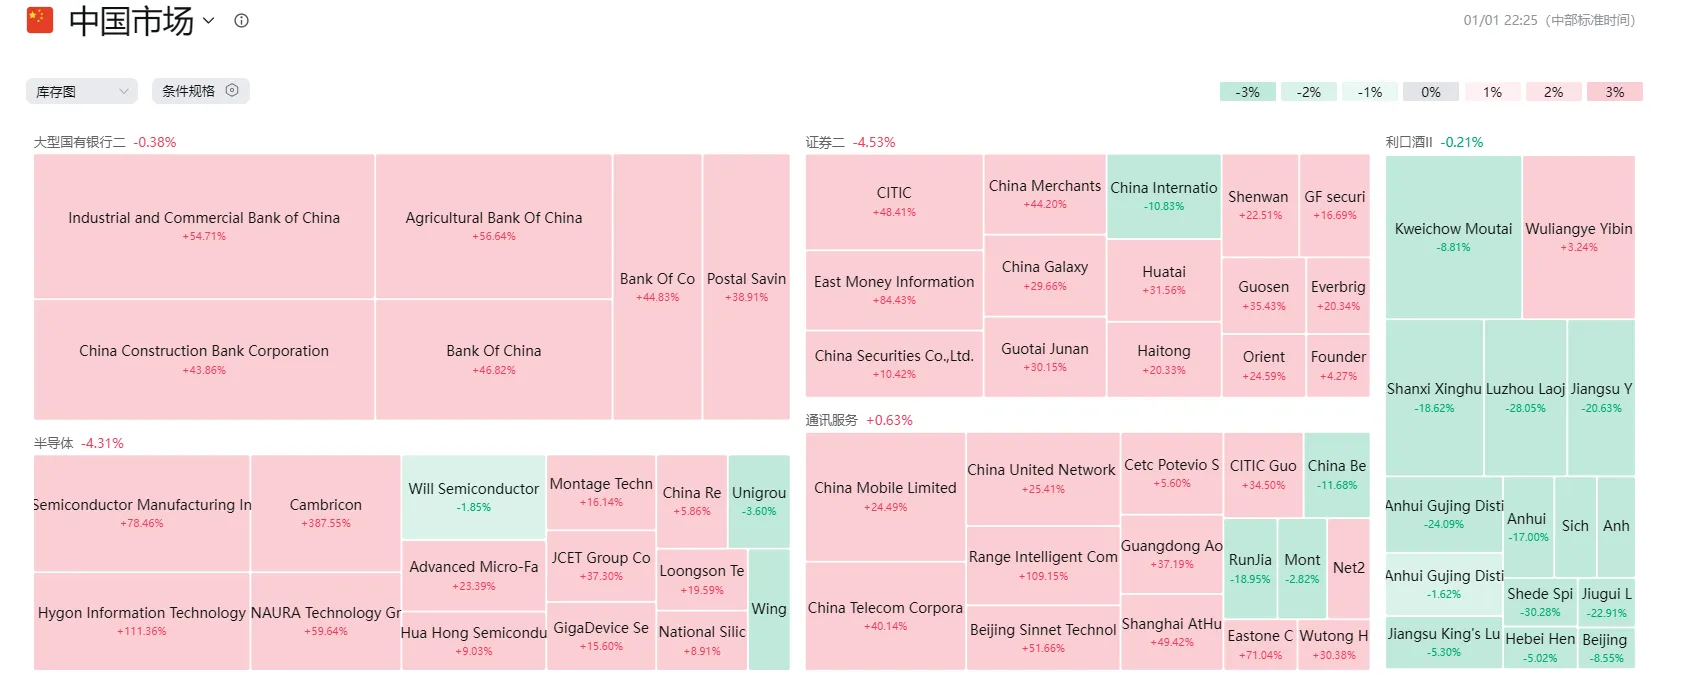 中国市场
01/01 22:25（中部标准时间）
库存图
条件规格
-3%
-2%
-1%
0%
1%
2%
3%
大型国有银行二 -0.38%
Industrial and Commercial Bank of China
+54.71%
Agricultural Bank Of China
+56.64%
Bank Of Co
+44.83%
Postal Savin
+38.91%
China Construction Bank Corporation
+43.86%
Bank Of China
+46.82%
半导体 -4.31%
Semiconductor Manufacturing In
+78.46%
Cambricon
+387.55%
Will Semiconductor
-1.85%
Montage Techn
+16.14%
China Re
+5.86%
Unigrou
-3.60%
Advanced Micro-Fa
+23.39%
JCET Group Co
+37.30%
Loongson Te
+19.59%
Wing
Hygon Information Technology
+111.36%
NAURA Technology Gr
+59.64%
Hua Hong Semicondu
+9.03%
GigaDevice Se
+15.60%
National Silic
+8.91%
证券二 -4.53%
CITIC
+48.41%
China Merchants
+44.20%
China Internatio
-10.83%
Shenwan
+22.51%
GF securi
+16.69%
East Money Information
+84.43%
China Galaxy
+29.66%
Huatai
+31.56%
Guosen
+35.43%
Everbrig
+20.34%
China Securities Co.,Ltd.
+10.42%
Guotai Junan
+30.15%
Haitong
+20.33%
Orient
+24.59%
Founder
+4.27%
通讯服务 +0.63%
China Mobile Limited
+24.49%
China United Network
+25.41%
Cetc Potevio S
+5.60%
CITIC Guo
+34.50%
China Be
-11.68%
Range Intelligent Com
+109.15%
Guangdong Ao
+37.19%
RunJia
-18.95%
Mont
-2.82%
Net2
China Telecom Corpora
+40.14%
Beijing Sinnet Technol
+51.66%
Shanghai AtHu
+49.42%
Eastone C
+71.04%
Wutong H
+30.38%
利口酒II -0.21%
Kweichow Moutai
-8.81%
Wuliangye Yibin
+3.24%
Shanxi Xinghu
-18.62%
Luzhou Laoj
-28.05%
Jiangsu Y
-20.63%
Anhui Gujing Disti
-24.09%
Anhui
-17.00%
Sich
Anh
Anhui Gujing Disti
-1.62%
Shede Spi
-30.28%
Jiugui L
-22.91%
Jiangsu King's Lu
-5.30%
Hebei Hen
-5.02%
Beijing
-8.55%